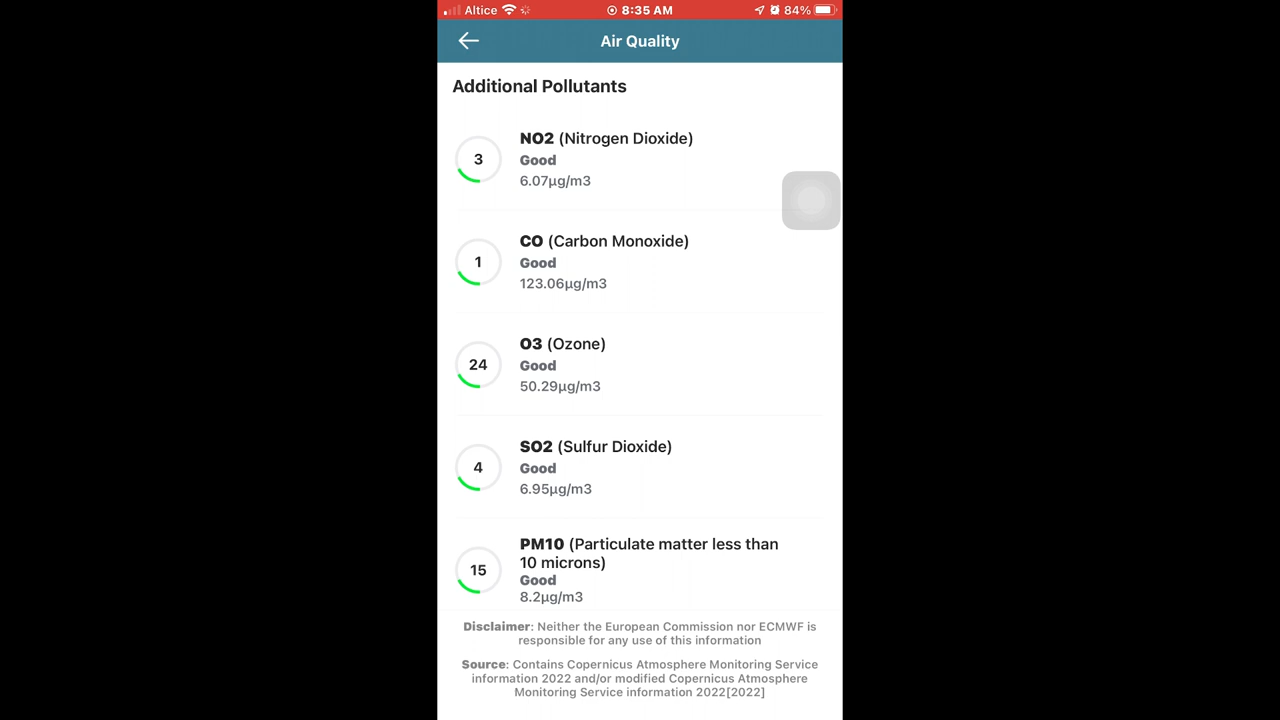 Altice 8:35 AM 84%
Air Quality
Additional Pollutants
NO2 (Nitrogen Dioxide)
3
Good
6.07µg/m3
CO (Carbon Monoxide)
1
Good
123.06µg/m3
O3 (Ozone)
24
Good
50.29µg/m3
SO2 (Sulfur Dioxide)
4
Good
6.95µg/m3
PM10 (Particulate matter less than
10 microns)
15
Good
8.2µg/m3
Disclaimer: Neither the European Commission nor ECMWF is
responsible for any use of this information
Source: Contains Copernicus Atmosphere Monitoring Service
information 2022 and/or modified Copernicus Atmosphere
Monitoring Service information 2022[2022]